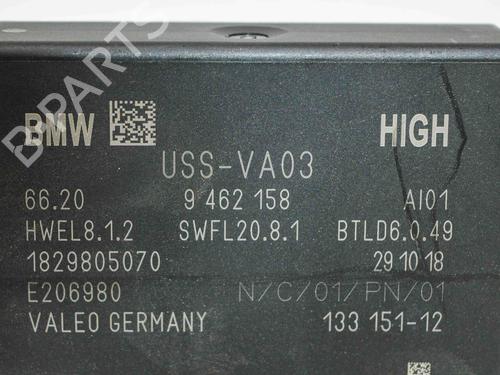 B-PARTS
BMW HIGH
USS-VA03
66.20 9 462 158 AI01
HWEL8.1.2 SWFL20.8.1 BTLD6.0.49
1829805070 29 10 18
E206980 N/C/01/PN/01
VALEO GERMANY 133 151-12